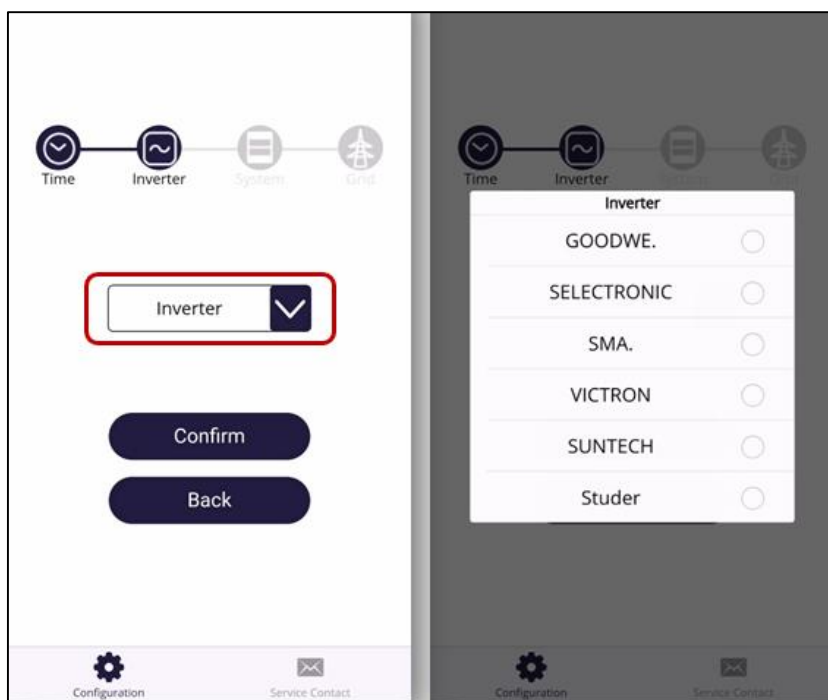 Time Inverter System Grid
Inverter
Confirm
Back
Configuration Service Contact
Time Inverter
Inverter
GOODWE.
SELECTRONIC
SMA.
VICTRON
SUNTECH
Studer
Configuration Service Contact